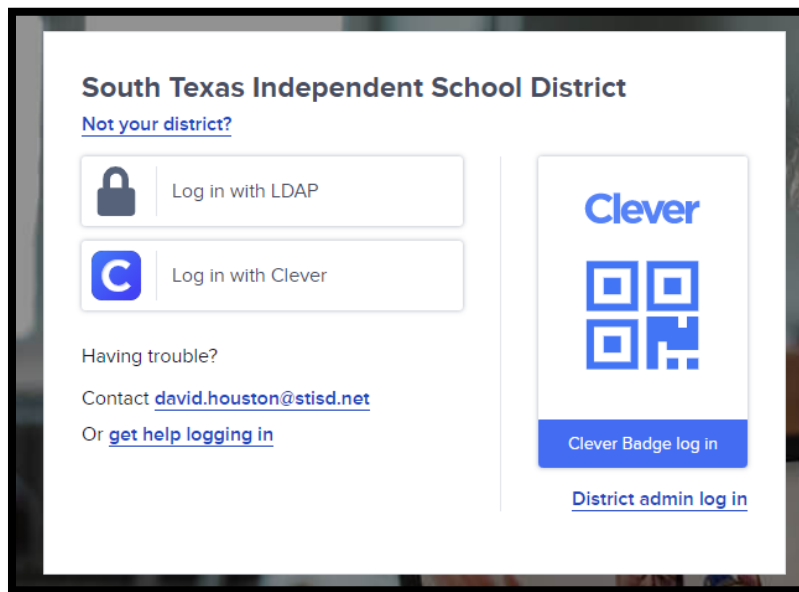 South Texas Independent School District
Not your district?
Log in with LDAP
C
Log in with Clever
Having trouble?
Contact david.houston@stisd.net
Or get help logging in
Clever
Clever Badge log in
District admin log in